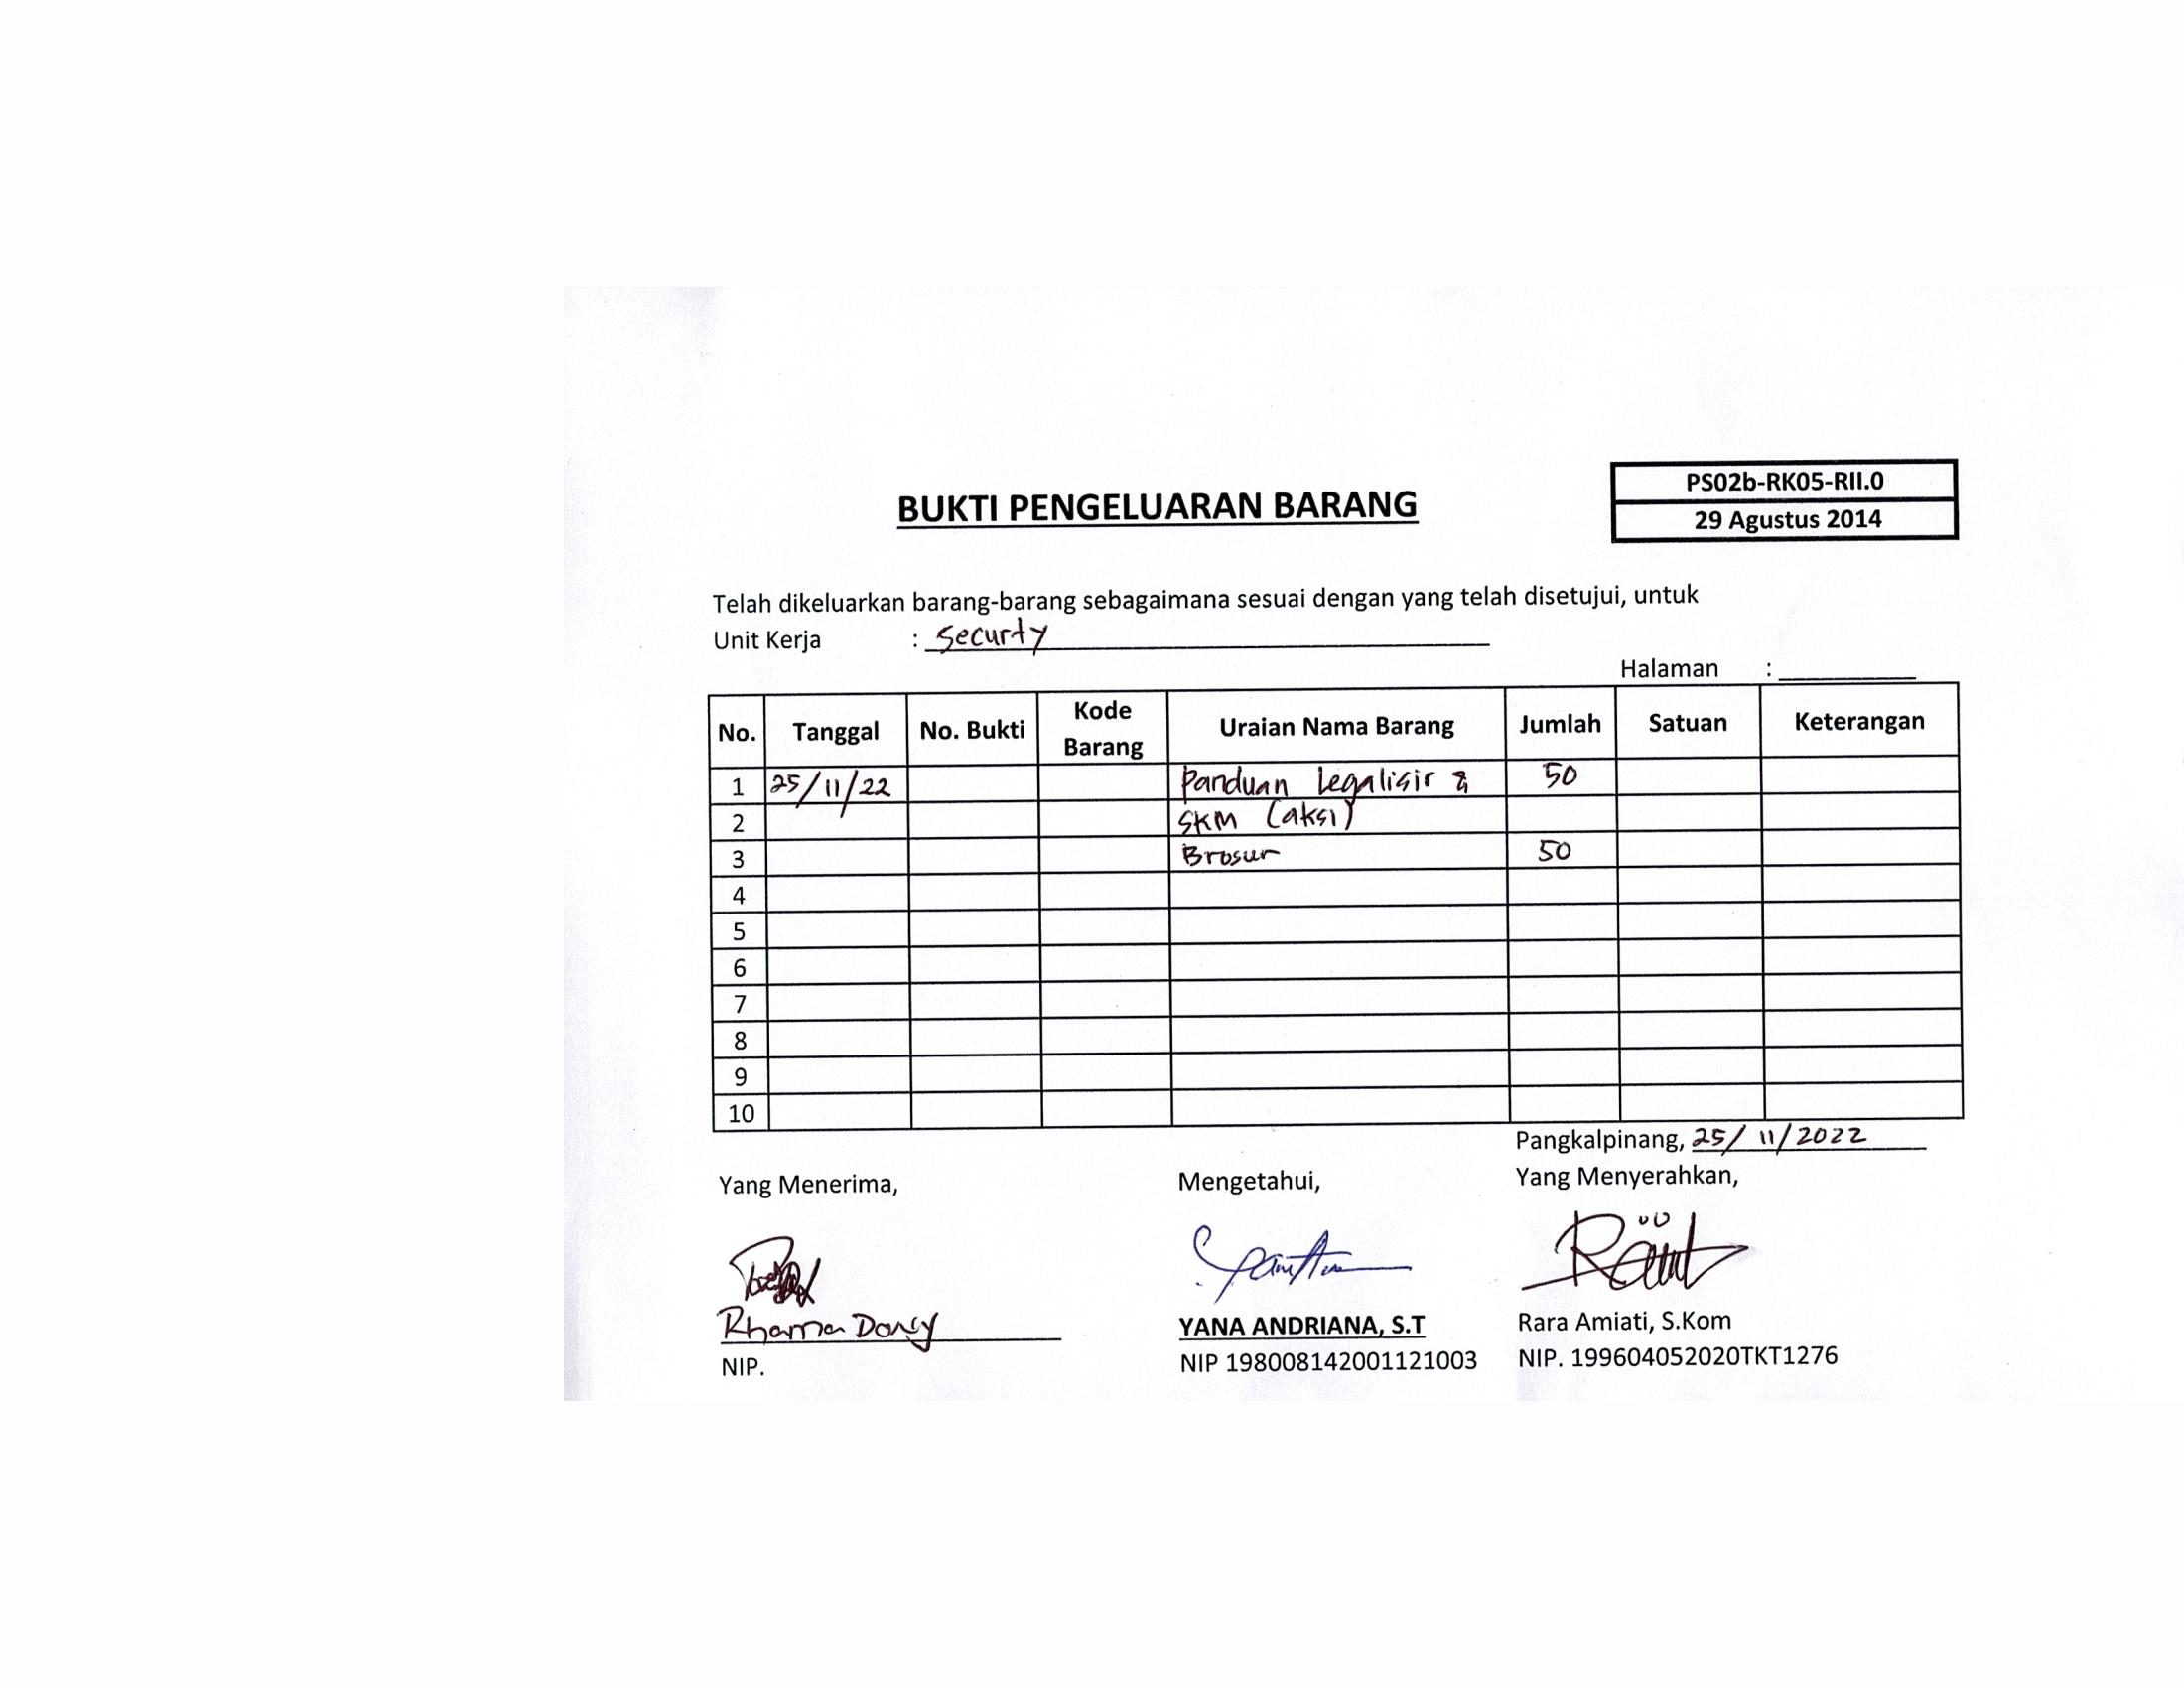 PS02b-RK05-RII.0
BUKTI PENGELUARAN BARANG
29 Agustus 2014
Telah dikeluarkan barang-barang sebagaimana sesuai dengan yang telah disetujui, untuk
Unit Kerja : Securty
Halaman :
No. Tanggal No. Bukti Kode Barang Uraian Nama Barang Jumlah Satuan Keterangan
1 25/11/22 Panduan Legalisir & 50
2 SKM (aksi)
3 Brosur 50
4
5
6
7
8
9
10
Pangkalpinang, 25/11/2022
Yang Menerima, Mengetahui, Yang Menyerahkan,
Rhama YANA ANDRIANA, S.T Rara Amiati, S.Kom
NIP. NIP 198008142001121003 NIP. 199604052020TKT1276